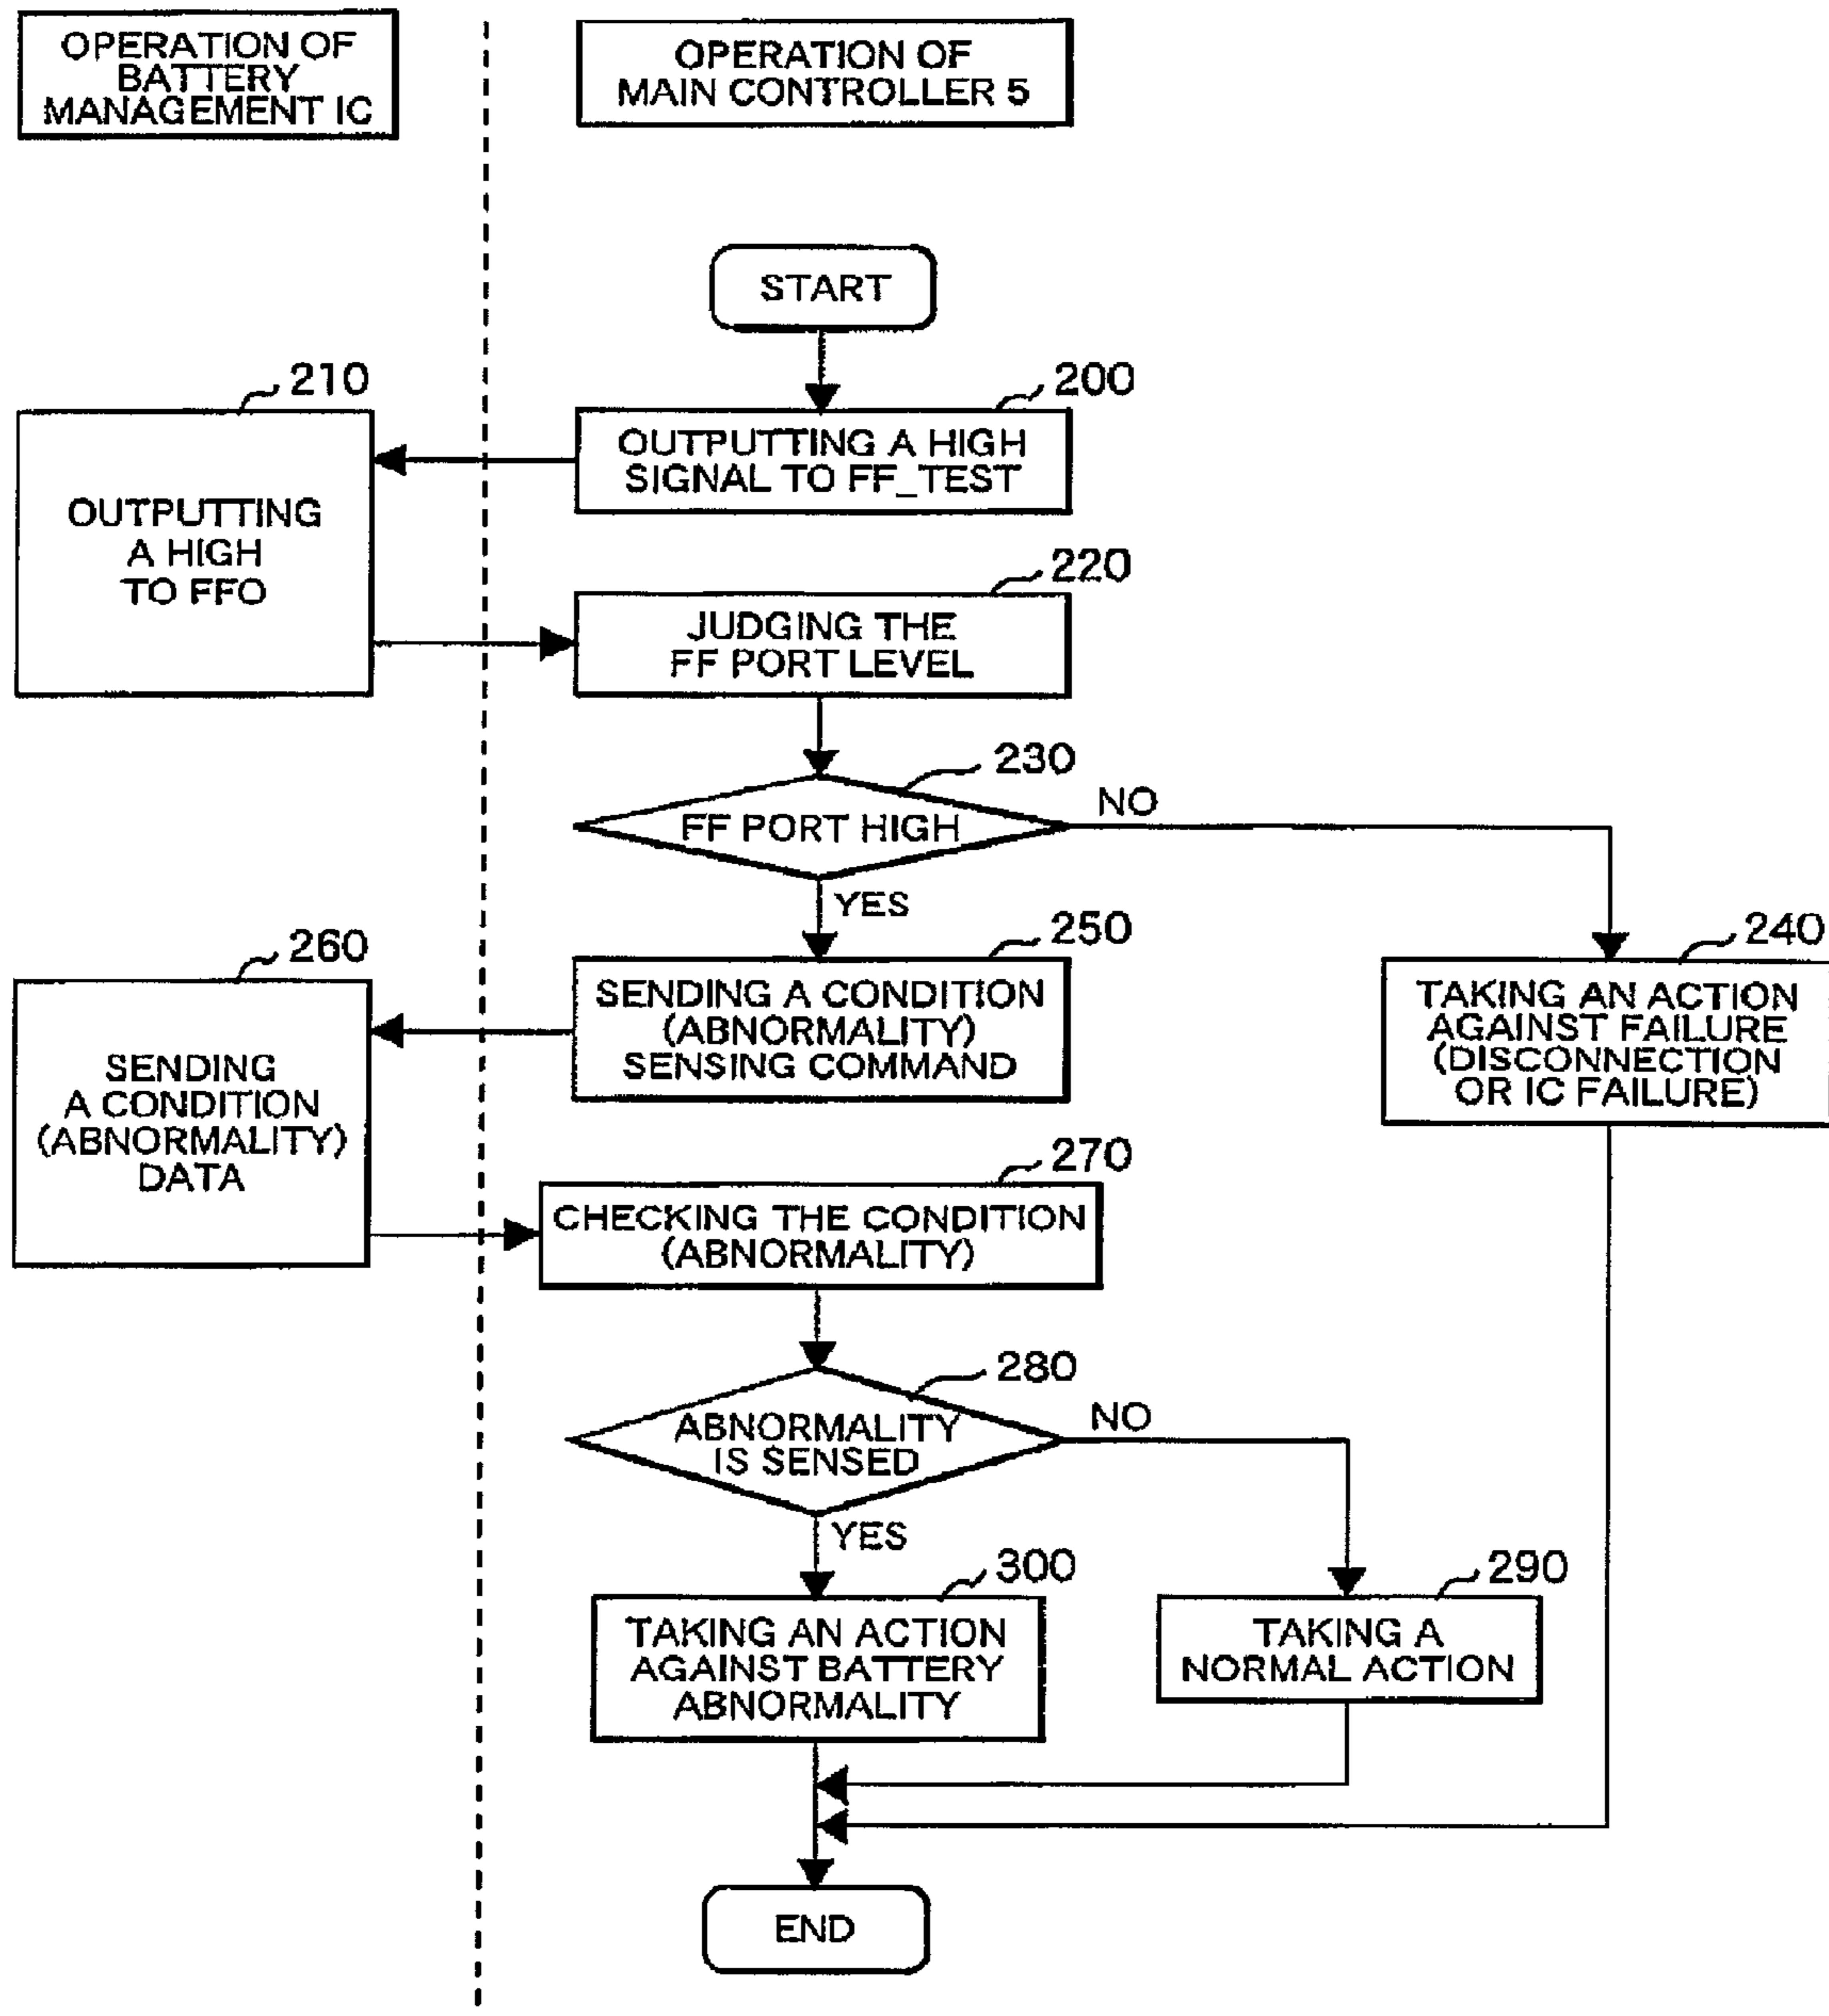 OPERATION OF
BATTERY
MANAGEMENT IC
OPERATION OF
MAIN CONTROLLER 5
START
210
200
OUTPUTTING A HIGH
SIGNAL TO FF_TEST
OUTPUTTING
A HIGH
TO FFO
220
JUDGING THE
FF PORT LEVEL
230
FF PORT HIGH
NO
YES
260
250
240
SENDING A CONDITION
(ABNORMALITY)
SENSING COMMAND
TAKING AN ACTION
AGAINST FAILURE
(DISCONNECTION
OR IC FAILURE)
SENDING
A CONDITION
(ABNORMALITY)
DATA
270
CHECKING THE CONDITION
(ABNORMALITY)
280
ABNORMALITY
IS SENSED
NO
YES
300
290
TAKING AN ACTION
AGAINST BATTERY
ABNORMALITY
TAKING A
NORMAL ACTION
END